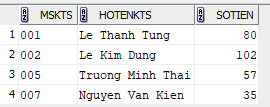 MSKTS HOTENKTS SOTIEN
1 001 Le Thanh Tung 80
2 002 Le Kim Dung 102
3 005 Truong Minh Thai 57
4 007 Nguyen Van Kien 35